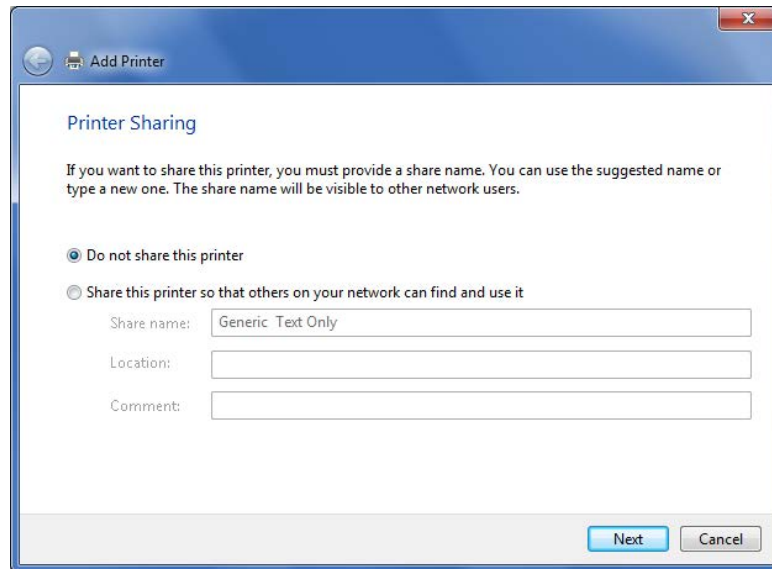 Add Printer
Printer Sharing
If you want to share this printer, you must provide a share name. You can use the suggested name or
type a new one. The share name will be visible to other network users.
Do not share this printer
Share this printer so that others on your network can find and use it
Share name: Generic  Text Only
Location:
Comment:
Next Cancel